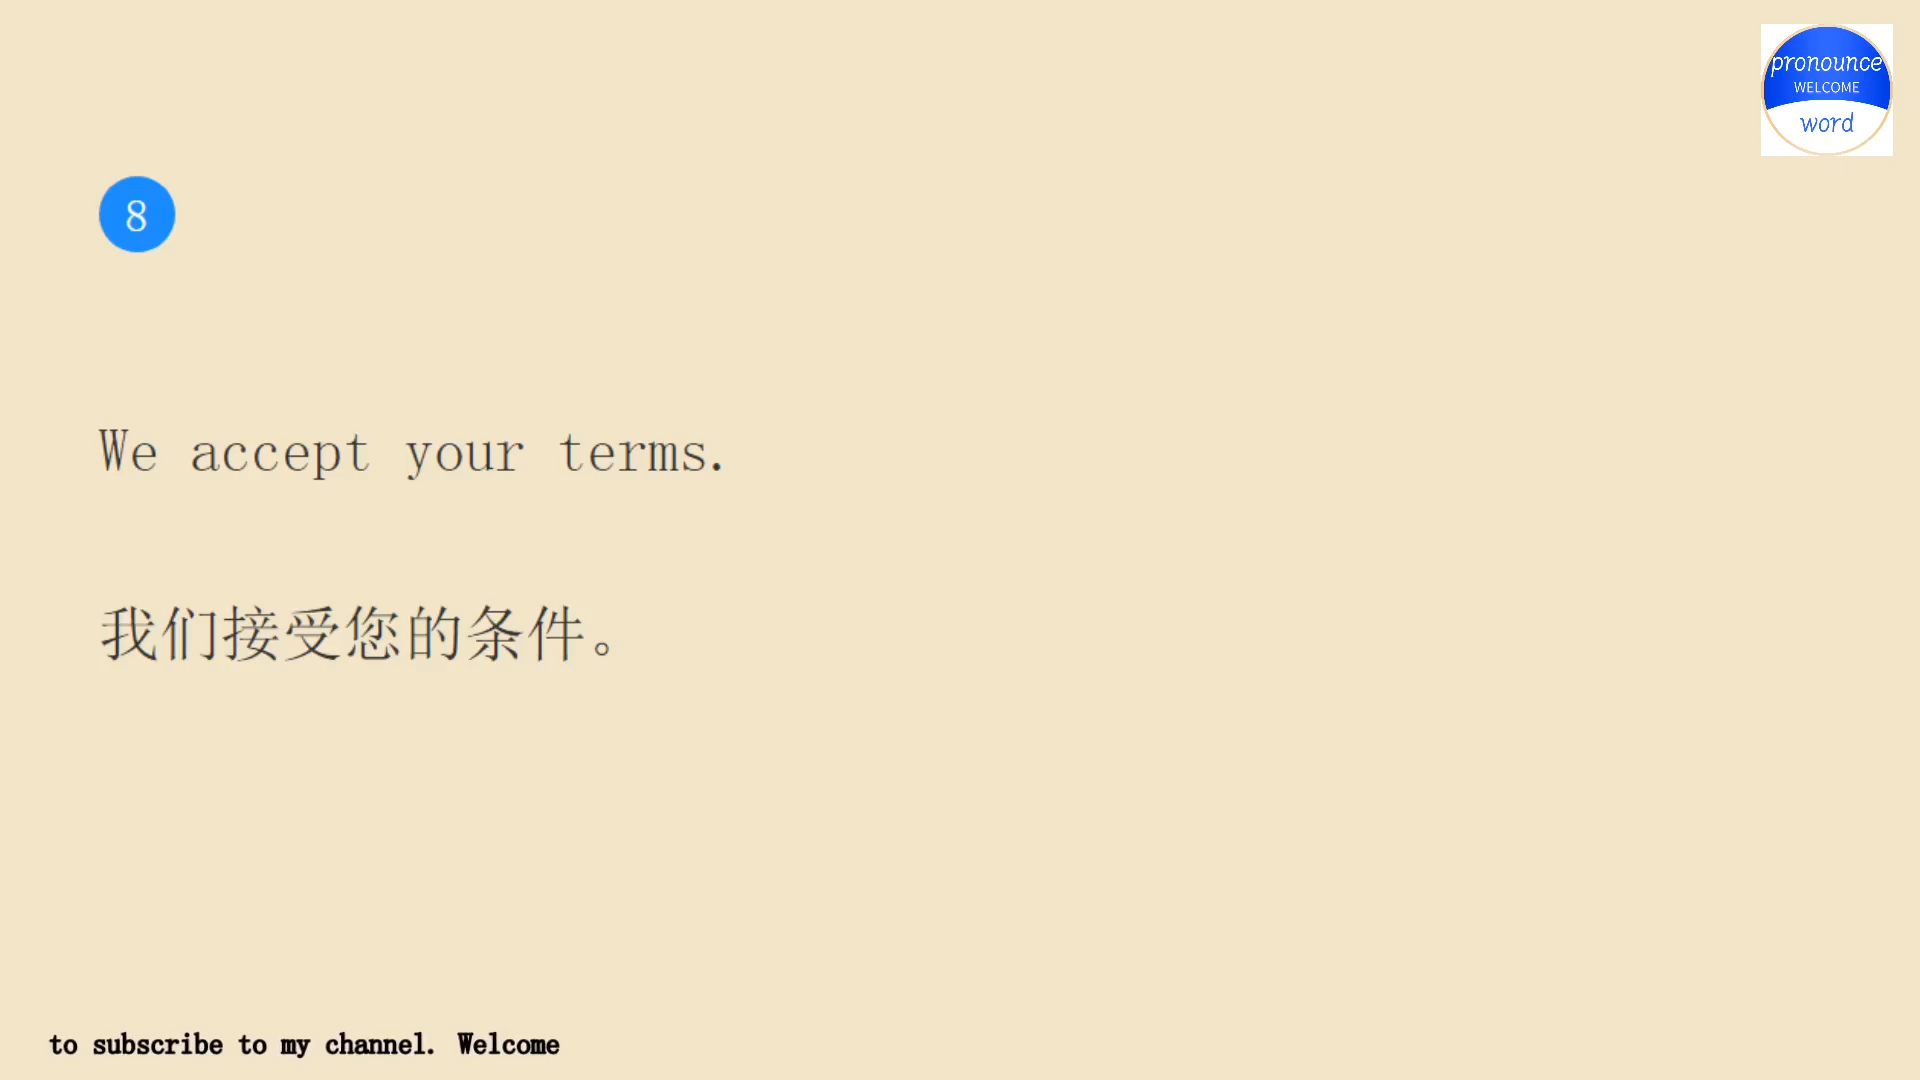 pronounce
WELCOME
word
8
We accept your terms.
我们接受您的条件。
to subscribe to my channel. Welcome